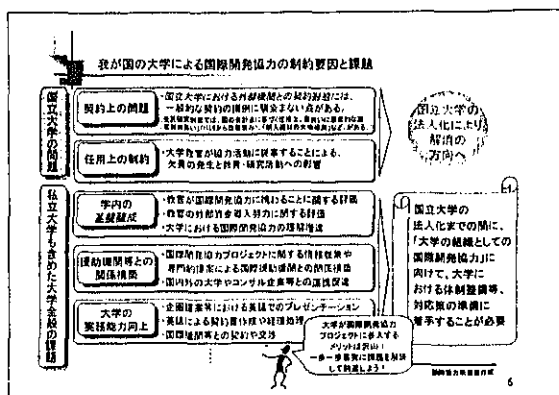 我が国の大学による国際開発協力の制約要因と課題
国立大学の問題
契約上の問題
・国立大学における外部機関との契約制度には、
一般的な契約の慣例に馴染まない点がある。
任用上の制約
・大学教官が協力活動に従事することによる、
欠員の発生と教育・研究活動への影響
国立大学の
法人化により
解消の
方向へ
私立大学も含めた大学全般の課題
学内の
基盤醸成
・教官が国際開発協力に携わることに関する評価
・教官の外部資金導入努力に関する評価
・大学における国際開発協力の理解増進
援助機関等との
関係構築
・国際開発協力プロジェクトに関する情報収集や
専門的提案による国際援助機関との関係構築
・国内外の大学やコンサル企業等との連携促進
大学の
実務能力向上
・企画提案等における英語でのプレゼンテーション
・英語による契約書作成や経理処理
・国際機関等との契約や交渉
国立大学の
法人化までの間に、
「大学の組織としての
国際開発協力」に
向けて、大学に
おける体制整備等、
対応策の準備に
着手することが必要
大学が国際開発協力
プロジェクトに参入する
メリットは沢山！
一歩一歩着実に課題を解決
して前進しよう！
6